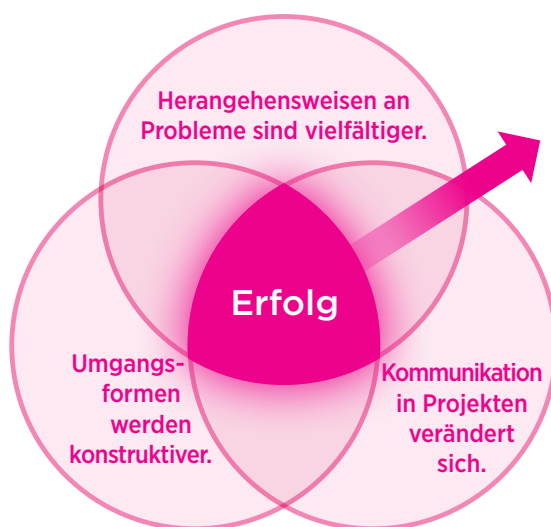 Herangehensweisen an
Probleme sind vielfältiger.
Erfolg
Umgangs-
formen
werden
konstruktiver.
Kommunikation
in Projekten
verändert
sich.